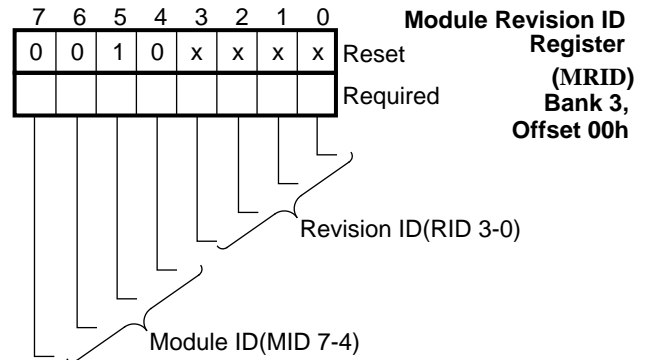 7 6 5 4 3 2 1 0
Module Revision ID
Register
(MRID)
Bank 3,
Offset 00h
0 0 1 0 x x x x Reset
Required
Revision ID(RID 3-0)
Module ID(MID 7-4)